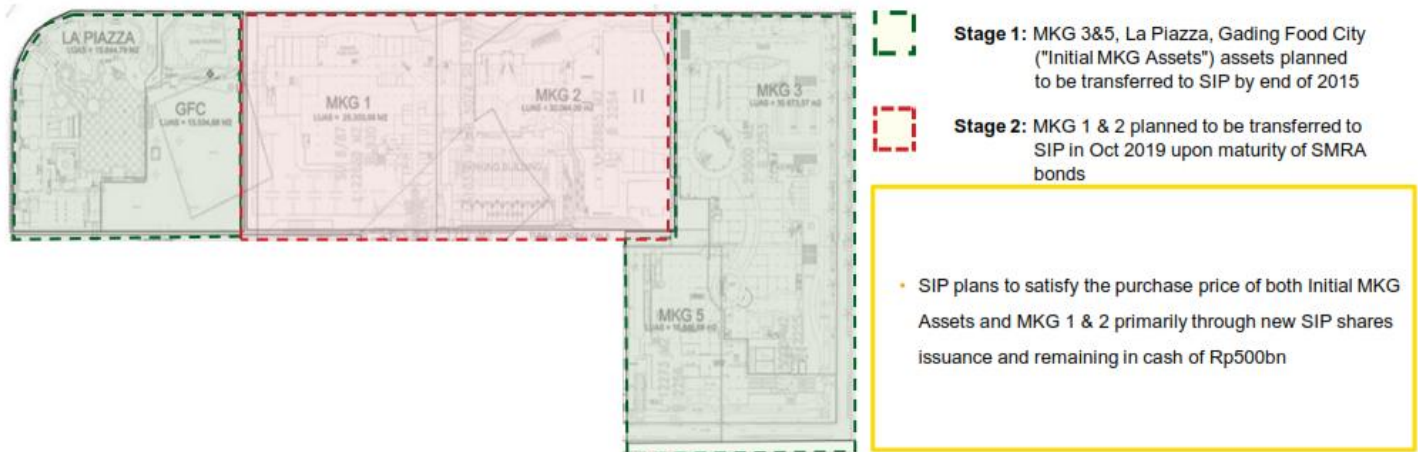 LA PIAZZA
GFC
MKG 1
MKG 2
MKG 3
MKG 5
Stage 1: MKG 3&5, La Piazza, Gading Food City
("Initial MKG Assets") assets planned
to be transferred to SIP by end of 2015
Stage 2: MKG 1 & 2 planned to be transferred to
SIP in Oct 2019 upon maturity of SMRA
bonds
• SIP plans to satisfy the purchase price of both Initial MKG
Assets and MKG 1 & 2 primarily through new SIP shares
issuance and remaining in cash of Rp500bn